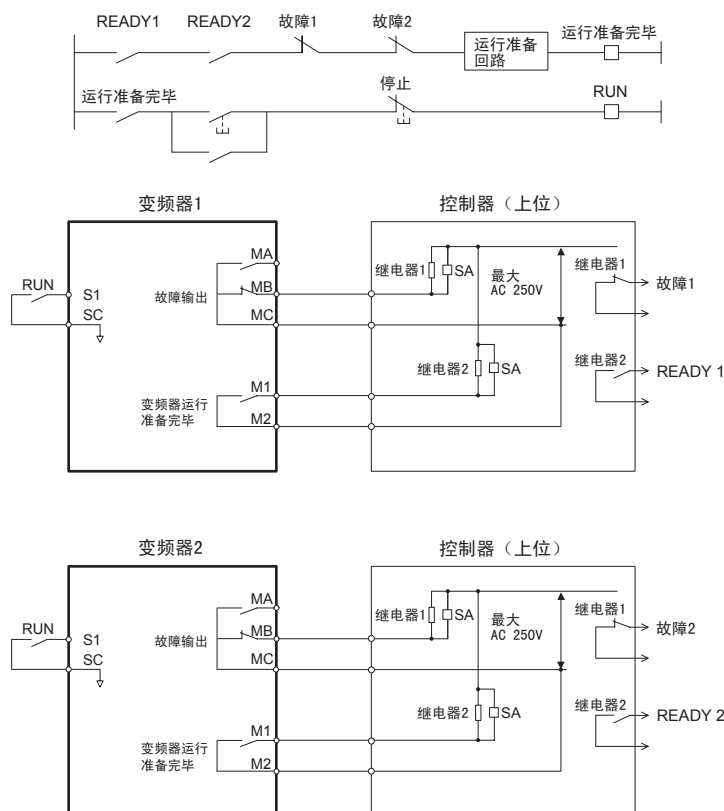 READY1 READY2 故障1 故障2 运行准备完毕
运行准备
回路
运行准备完毕 停止 RUN
变频器1 控制器（上位）
MA
继电器1 SA 最大
AC 250V
继电器1
故障1
RUN S1 故障输出 MB
SC MC
继电器2 SA
继电器2
READY 1
变频器运行
准备完毕
M1
M2
变频器2 控制器（上位）
MA
继电器1 SA 最大
AC 250V
继电器1
故障2
RUN S1 故障输出 MB
SC MC
继电器2 SA
继电器2
READY 2
变频器运行
准备完毕
M1
M2